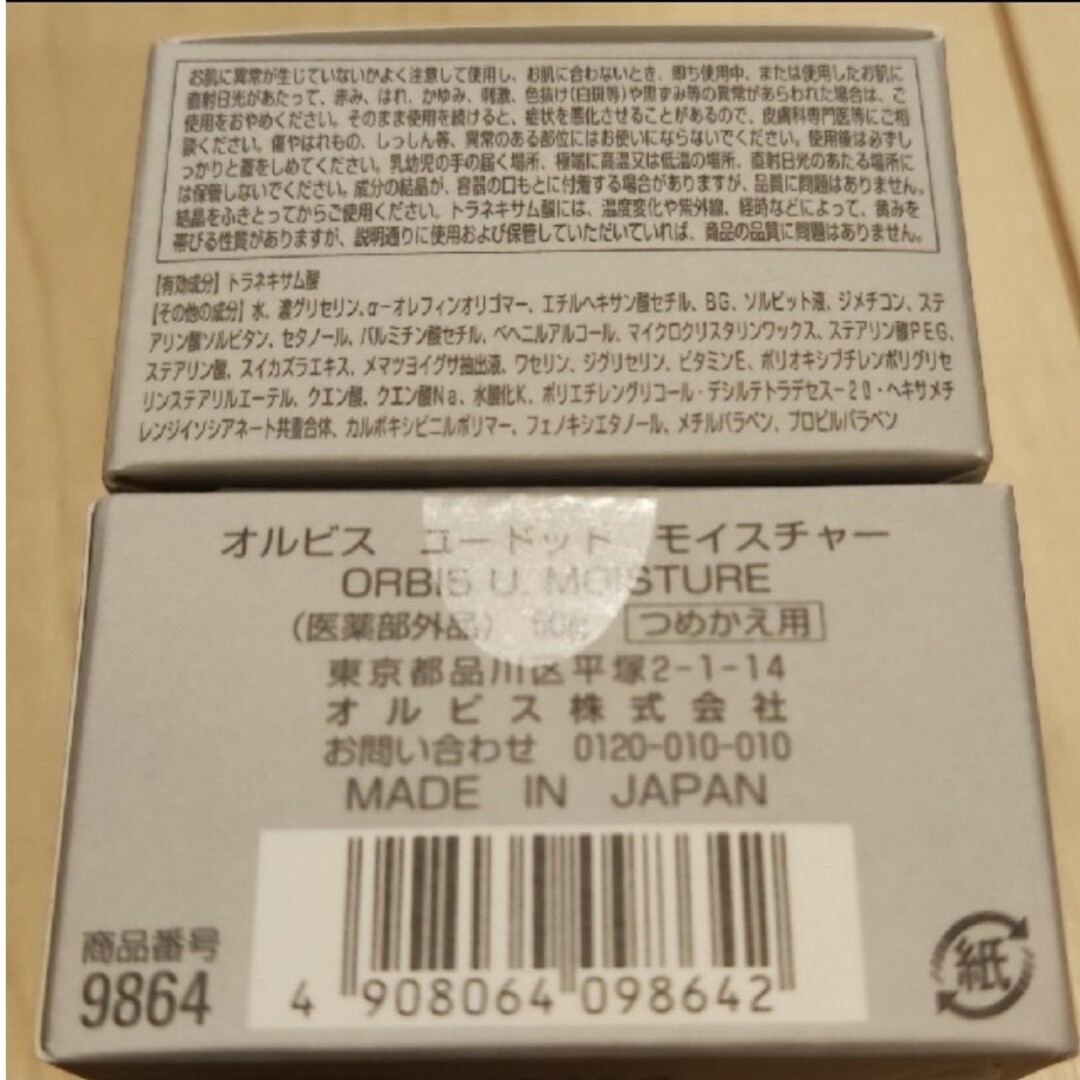 お肌に異常が生じていないかよく注意して使用し、お肌に合わないとき、即ち使用中、または使用したお肌に
直射日光があたって、赤み、はれ、かゆみ、刺激、色抜け(白斑等)や黒ずみ等の異常があらわれた場合は、ご
使用をおやめください。そのまま使用を続けると、症状を悪化させることがあるので、皮膚科専門医等にご相
談ください。傷やはれもの、しっしん等、異常のある部位にはお使いにならないでください。使用後は必ずし
っかりと蓋をしめてください。乳幼児の手の届く場所、極端に高温又は低温の場所、直射日光のあたる場所に
は保管しないでください。成分の結晶が、容器の口もとに付着する場合がありますが、品質に問題はありません。
結晶をふきとってからご使用ください。トラネキサム酸には、温度変化や紫外線、経時などによって、黄みを
帯びる性質がありますが、説明通りに使用および保管していただいていれば、商品の品質に問題はありません。
【有効成分】トラネキサム酸
【その他の成分】水、濃グリセリン、α－オレフィンオリゴマー、エチルヘキサン酸セチル、BG、ソルビット液、ジメチコン、ステ
アリン酸ソルビタン、セタノール、パルミチン酸セチル、ベヘニルアルコール、マイクロクリスタリンワックス、ステアリン酸PEG、
ステアリン酸、スイカズラエキス、メマツヨイグサ抽出液、ワセリン、ジグリセリン、ビタミンE、ポリオキシブチレンポリグリセ
リンステアリルエーテル、クエン酸、クエン酸Na、水酸化K、ポリエチレングリコール・デシルテトラデセス－20・ヘキサメチ
レンジイソシアネート共重合体、カルボキシビニルポリマー、フェノキシエタノール、メチルパラベン、プロピルパラベン
オルビス ユードット モイスチャー
ORBIS U. MOISTURE
(医薬部外品) 50g つめかえ用
東京都品川区平塚2-1-14
オルビス株式会社
お問い合わせ 0120-010-010
MADE IN JAPAN
商品番号
9864
4 908064 098642
紙